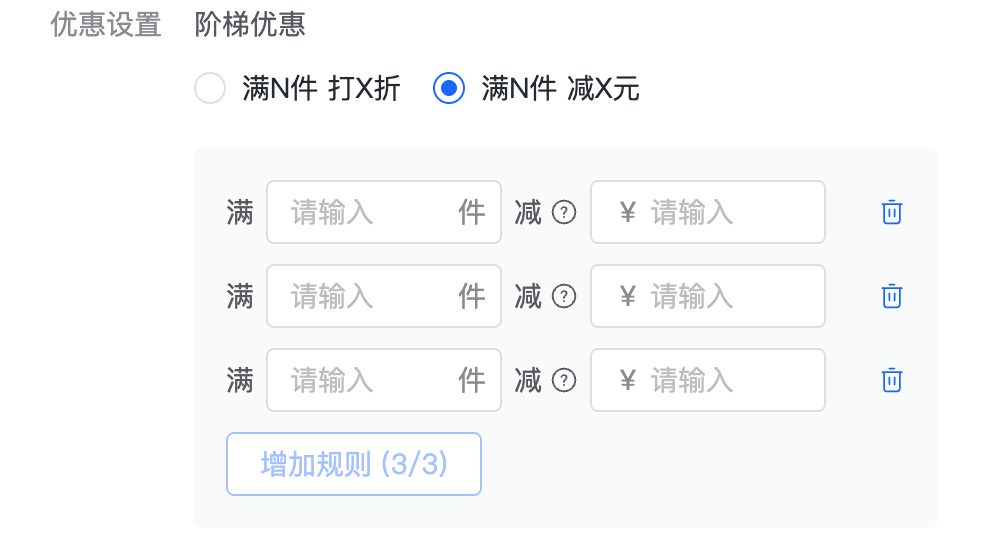 优惠设置 阶梯优惠
满N件 打X折 满N件 减X元
满 请输入 件 减 ? ¥ 请输入
满 请输入 件 减 ? ¥ 请输入
满 请输入 件 减 ? ¥ 请输入
增加规则 (3/3)